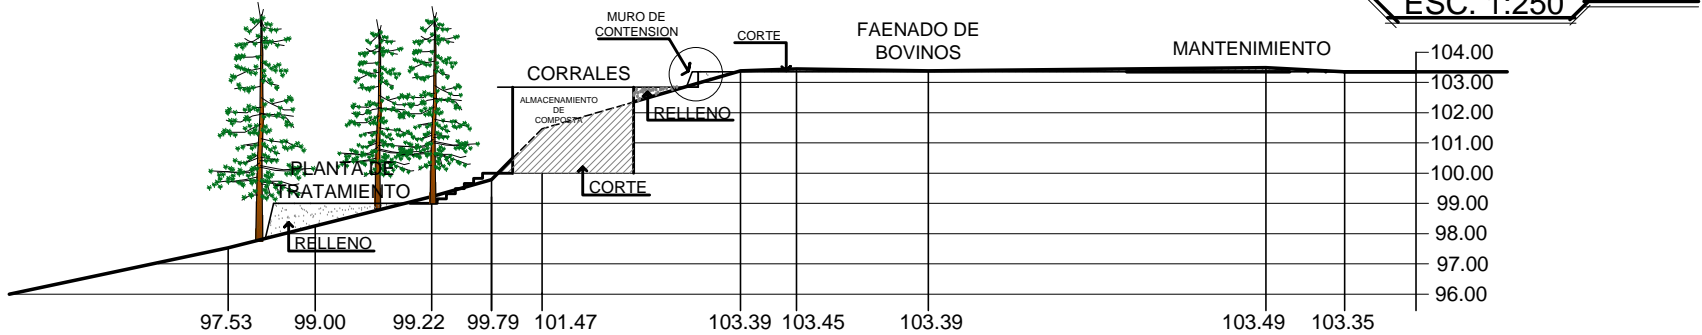 ESC. 1:250
MURO DE
CONTENSION
CORTE
FAENADO DE
BOVINOS
MANTENIMIENTO
CORRALES
ALMACENAMIENTO
DE
COMPOSTA
RELLENO
PLANTA DE
TRATAMIENTO
CORTE
RELLENO
104.00
103.00
102.00
101.00
100.00
99.00
98.00
97.00
96.00
97.53 99.00 99.22 99.79 101.47 103.39 103.45 103.39 103.49 103.35